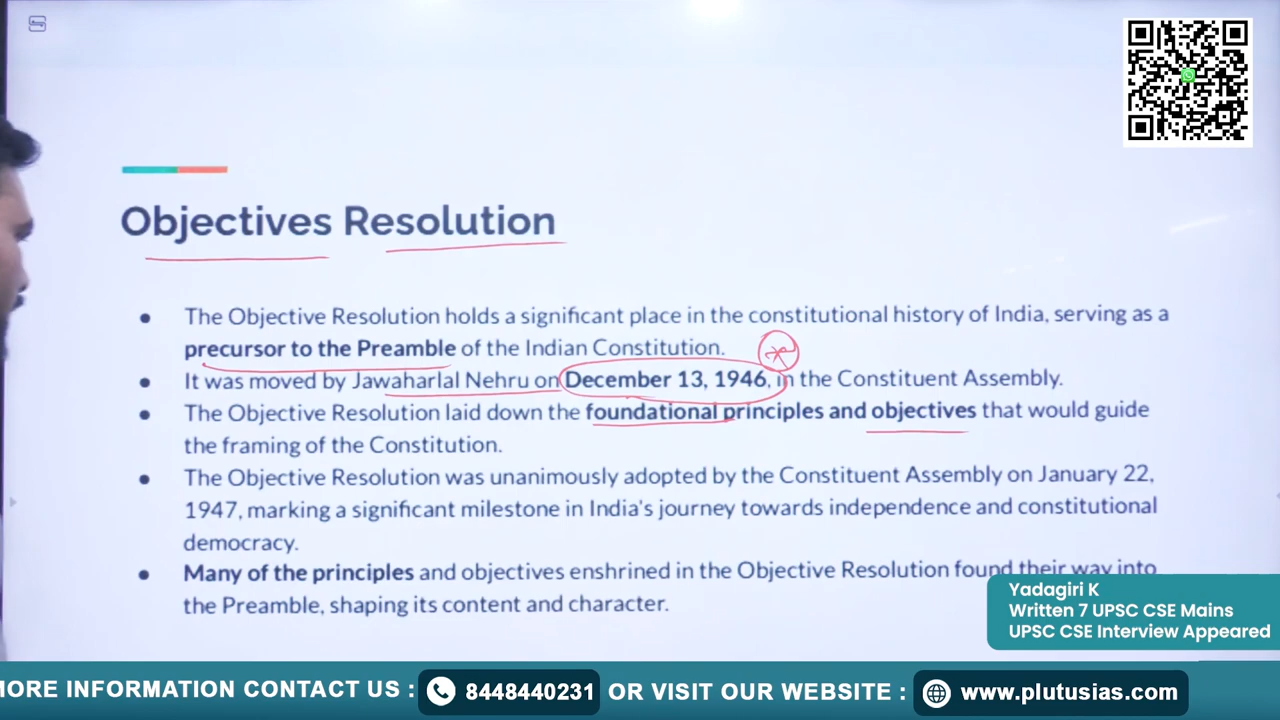 Objectives Resolution
● The Objective Resolution holds a significant place in the constitutional history of India, serving as a
precursor to the Preamble of the Indian Constitution.
● It was moved by Jawaharlal Nehru on December 13, 1946, in the Constituent Assembly.
● The Objective Resolution laid down the foundational principles and objectives that would guide
the framing of the Constitution.
● The Objective Resolution was unanimously adopted by the Constituent Assembly on January 22,
1947, marking a significant milestone in India's journey towards independence and constitutional
democracy.
● Many of the principles and objectives enshrined in the Objective Resolution found their way into
the Preamble, shaping its content and character.
Yadagiri K
Written 7 UPSC CSE Mains
UPSC CSE Interview Appeared
MORE INFORMATION CONTACT US : 8448440231 OR VISIT OUR WEBSITE : www.plutusias.com